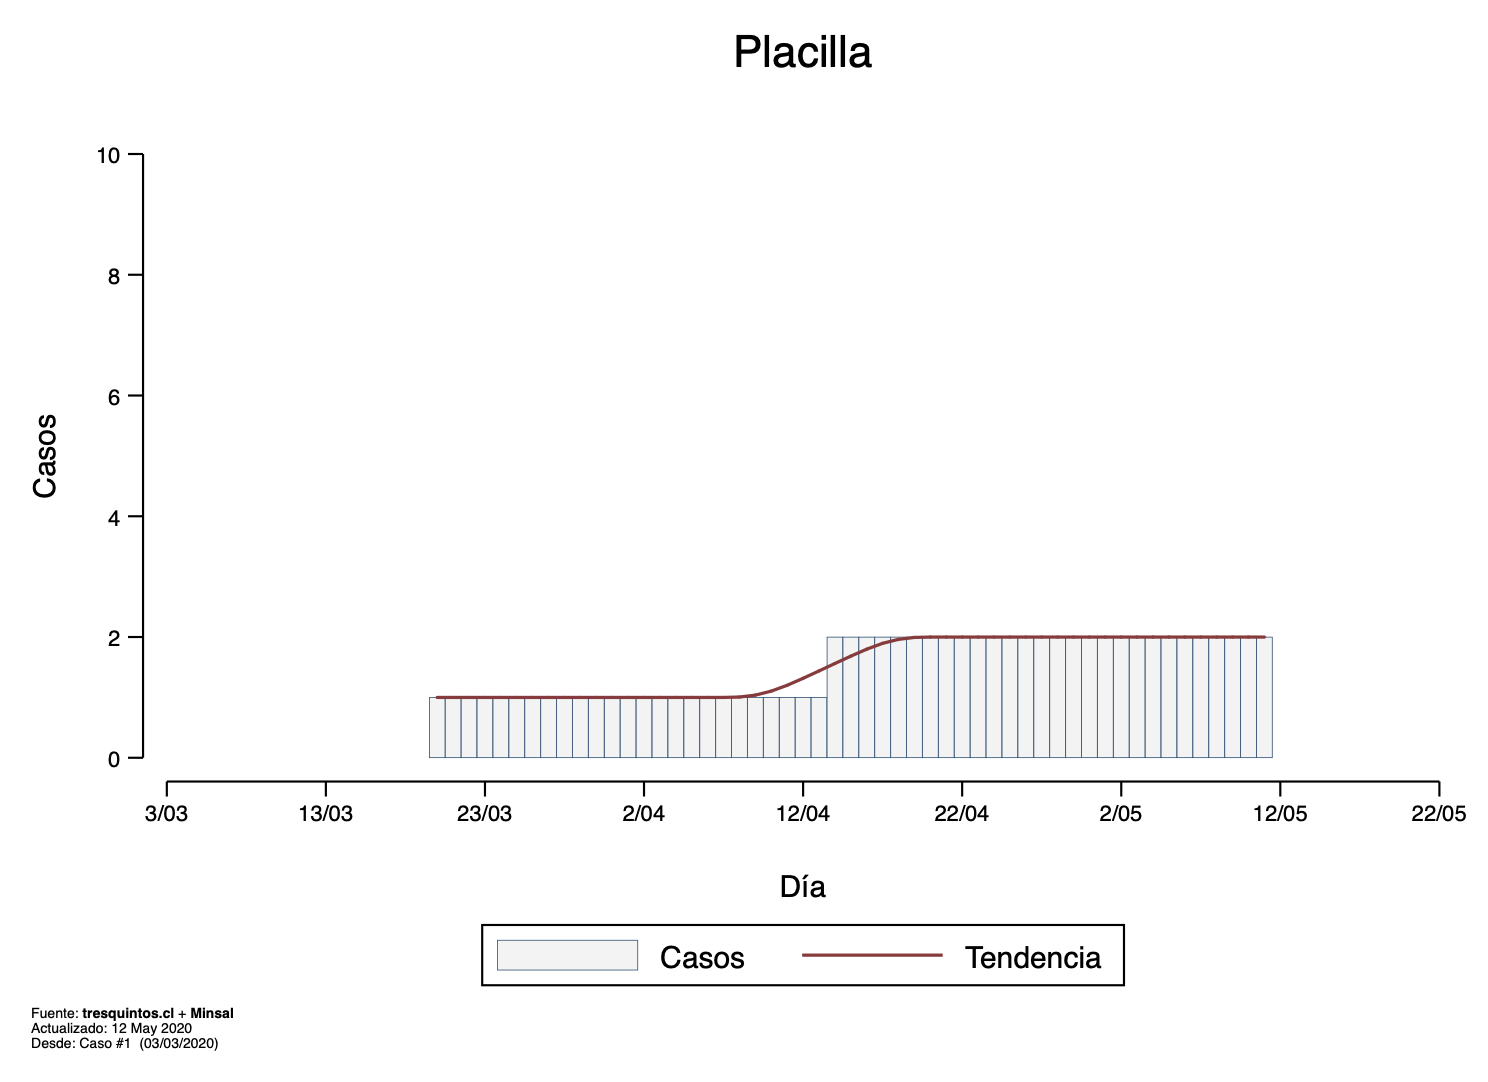 Placilla
Casos
10
8
6
4
2
0
3/03 13/03 23/03 2/04 12/04 22/04 2/05 12/05 22/05
Día
Casos Tendencia
Fuente: tresquintos.cl + Minsal
Actualizado: 12 May 2020
Desde: Caso #1 (03/03/2020)